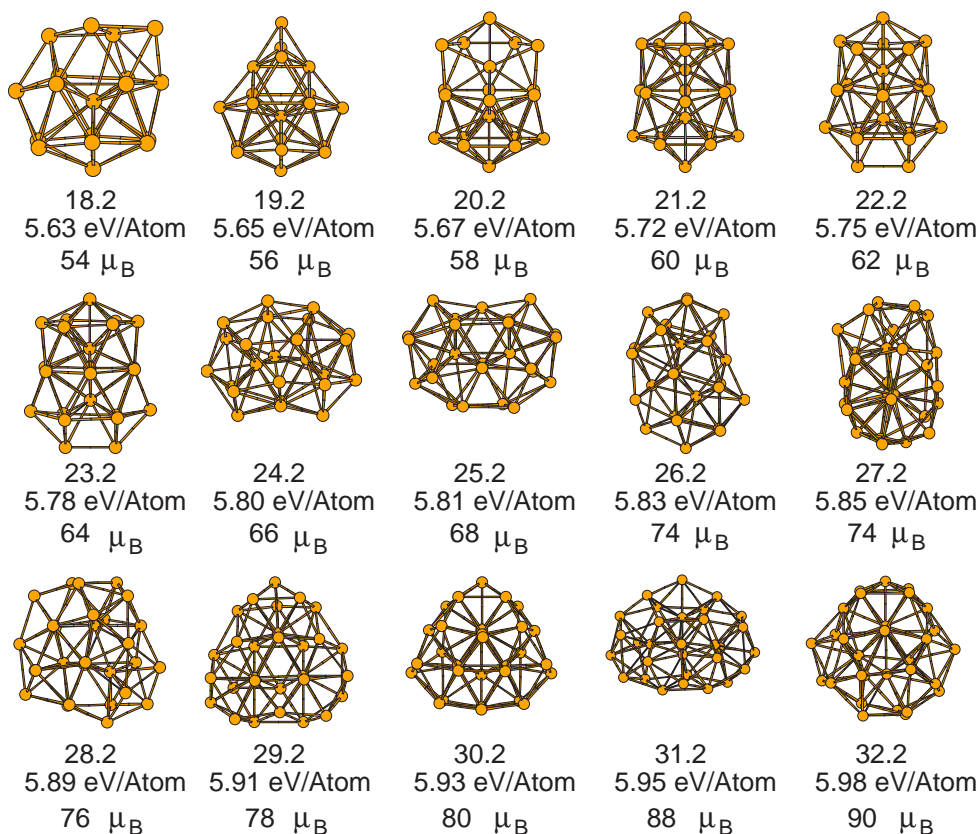 18.2 19.2 20.2 21.2 22.2
5.63 eV/Atom 5.65 eV/Atom 5.67 eV/Atom 5.72 eV/Atom 5.75 eV/Atom
54 μB 56 μB 58 μB 60 μB 62 μB
23.2 24.2 25.2 26.2 27.2
5.78 eV/Atom 5.80 eV/Atom 5.81 eV/Atom 5.83 eV/Atom 5.85 eV/Atom
64 μB 66 μB 68 μB 74 μB 74 μB
28.2 29.2 30.2 31.2 32.2
5.89 eV/Atom 5.91 eV/Atom 5.93 eV/Atom 5.95 eV/Atom 5.98 eV/Atom
76 μB 78 μB 80 μB 88 μB 90 μB